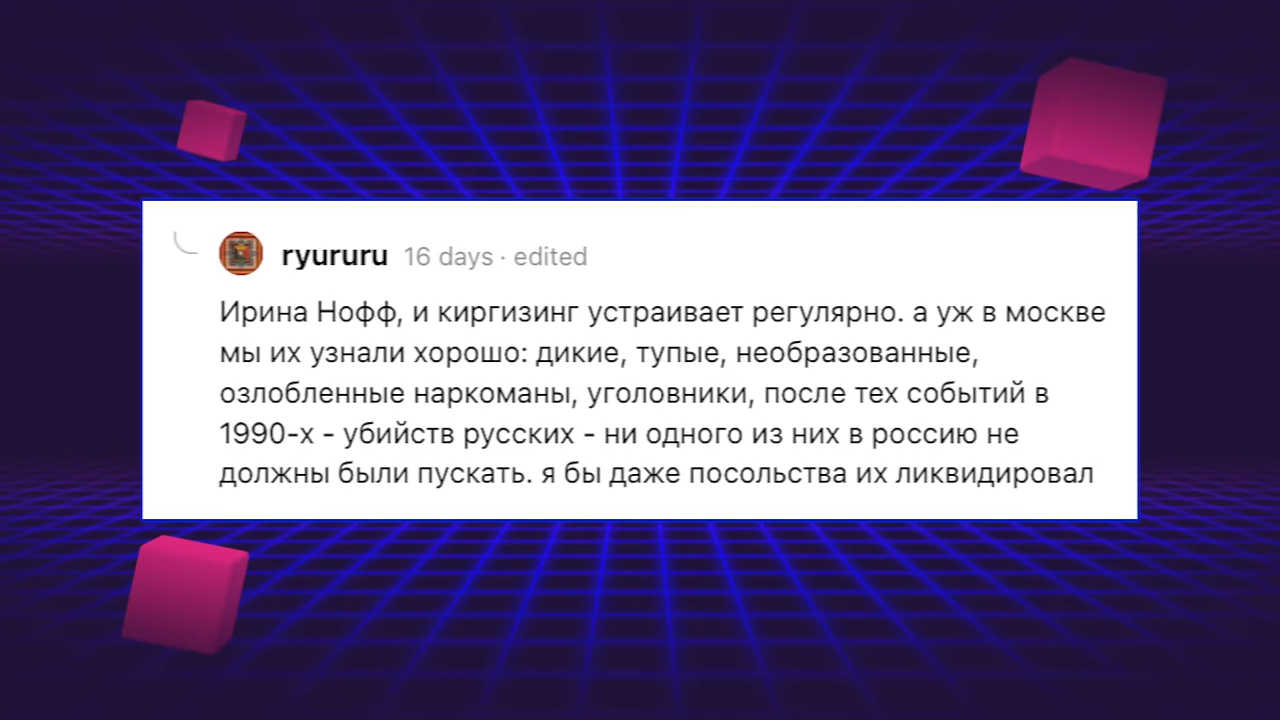 ryururu 16 days · edited
Ирина Нофф, и киргизинг устраивает регулярно. а уж в москве
мы их узнали хорошо: дикие, тупые, необразованные,
озлобленные наркоманы, уголовники, после тех событий в
1990-х - убийств русских - ни одного из них в россию не
должны были пускать. я бы даже посольства их ликвидировал